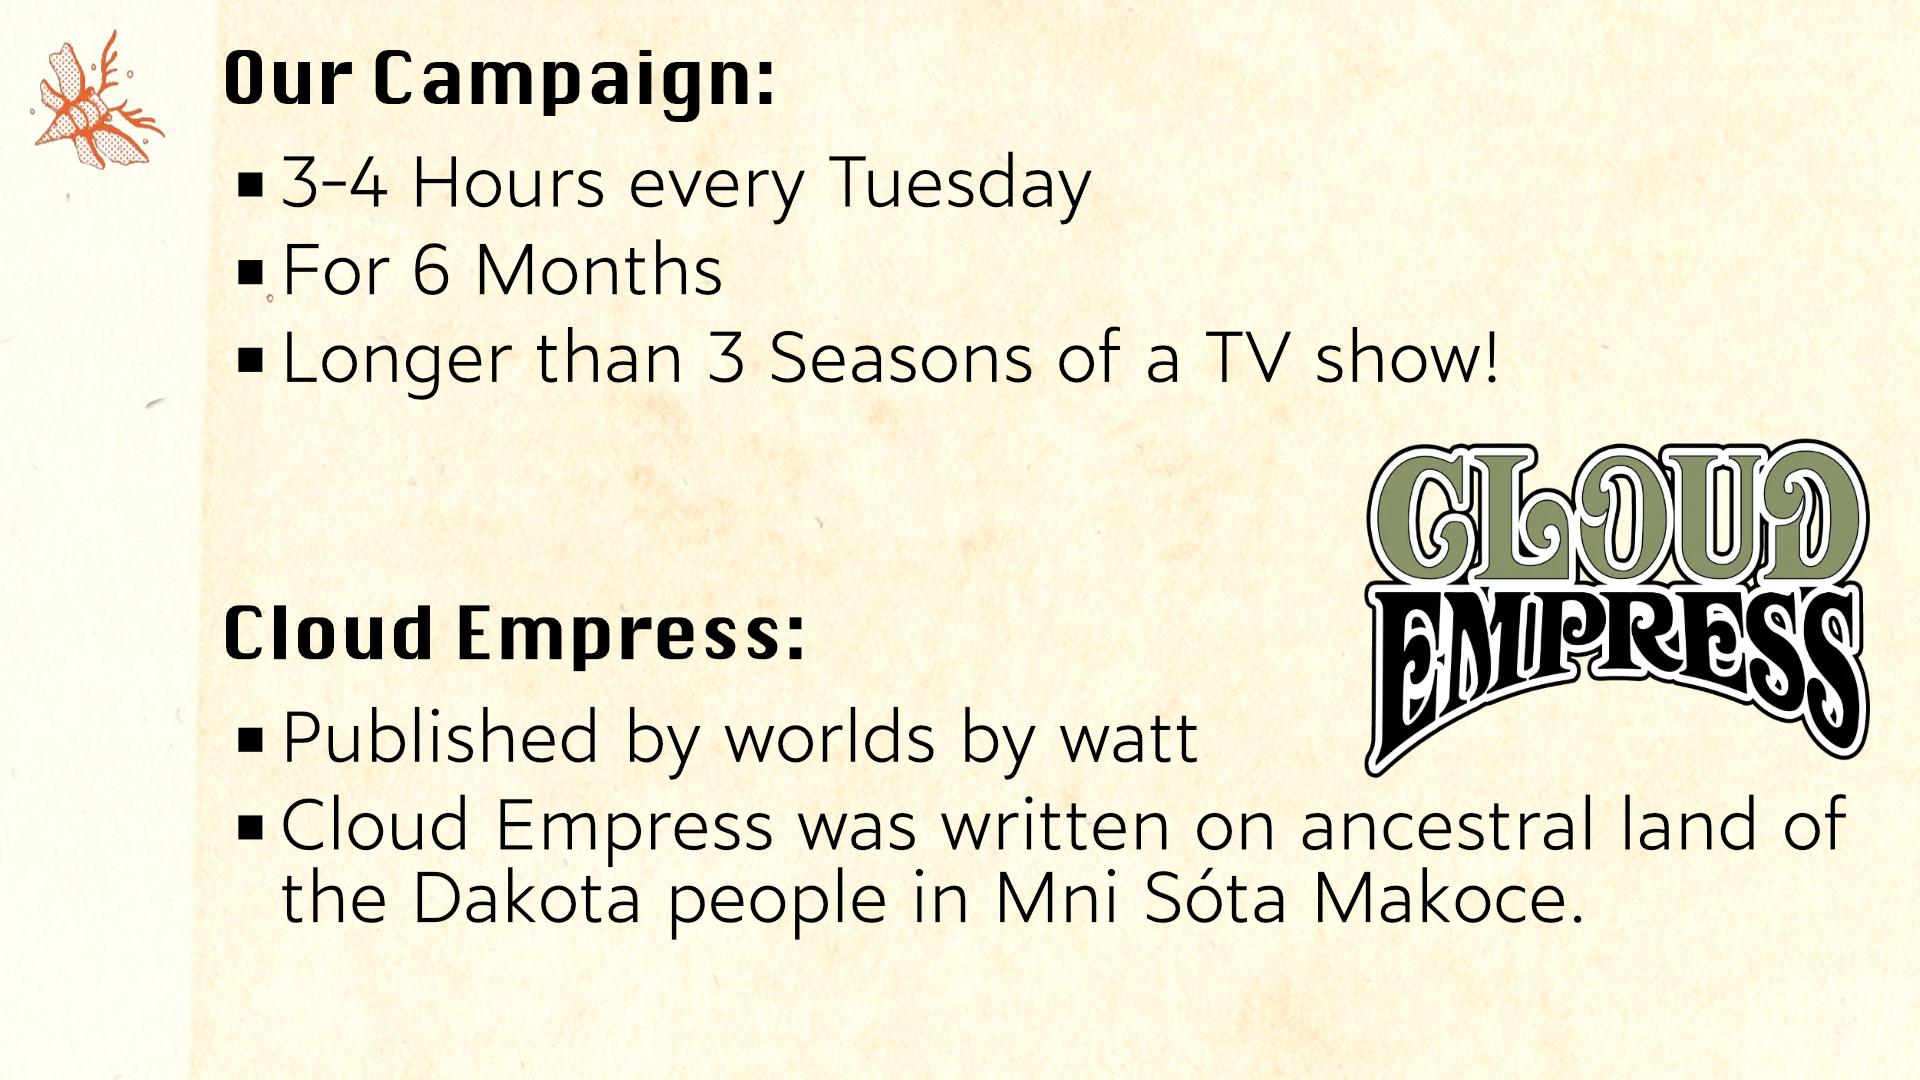 Our Campaign:
▪ 3-4 Hours every Tuesday
▪ For 6 Months
▪ Longer than 3 Seasons of a TV show!
CLOUD
EMPRESS
Cloud Empress:
▪ Published by worlds by watt
▪ Cloud Empress was written on ancestral land of
the Dakota people in Mni Sóta Makoce.